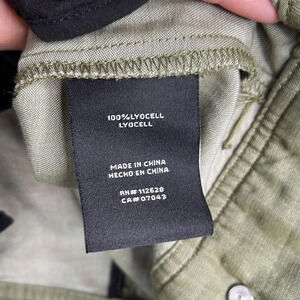 100%LYOCELL
LYOCELL
MADE IN CHINA
HECHO EN CHINA
RN#112628
CA#07043